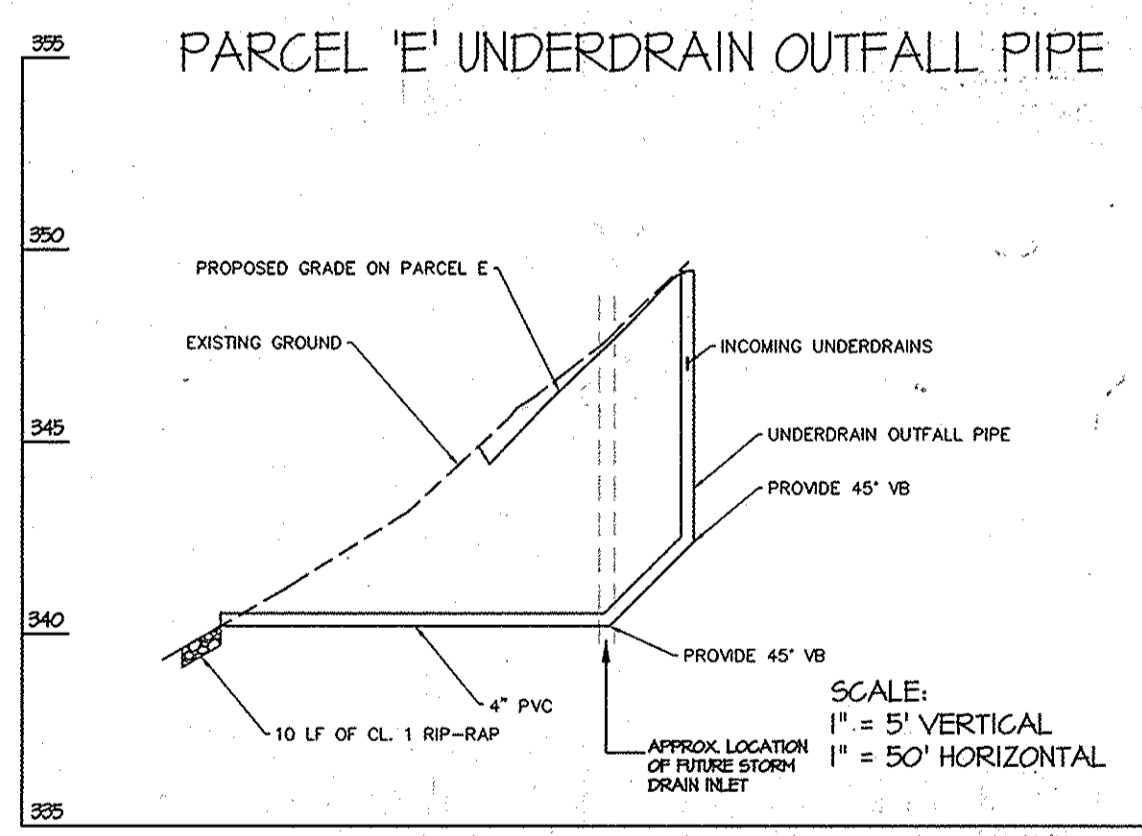 PARCEL 'E' UNDERDRAIN OUTFALL PIPE
355
350
PROPOSED GRADE ON PARCEL E
EXISTING GROUND
INCOMING UNDERDRAINS
345
UNDERDRAIN OUTFALL PIPE
PROVIDE 45° VB
340
PROVIDE 45° VB
4" PVC
10 LF OF CL. 1 RIP-RAP
SCALE:
1" = 5' VERTICAL
1" = 50' HORIZONTAL
APPROX. LOCATION
OF FUTURE STORM
DRAIN INLET
335